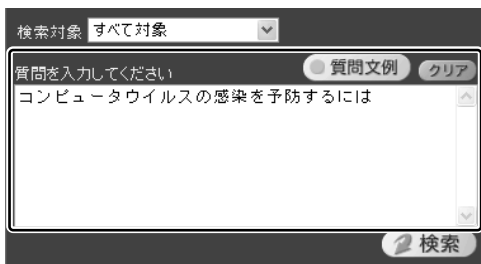 検索対象 すべて対象
質問を入力してください 質問文例 クリア
コンピュータウイルスの感染を予防するには
検索